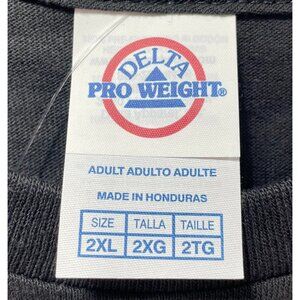 DELTA
PRO WEIGHT®
ADULT ADULTO ADULTE
MADE IN HONDURAS
SIZE TALLA TAILLE
2XL 2XG 2TG